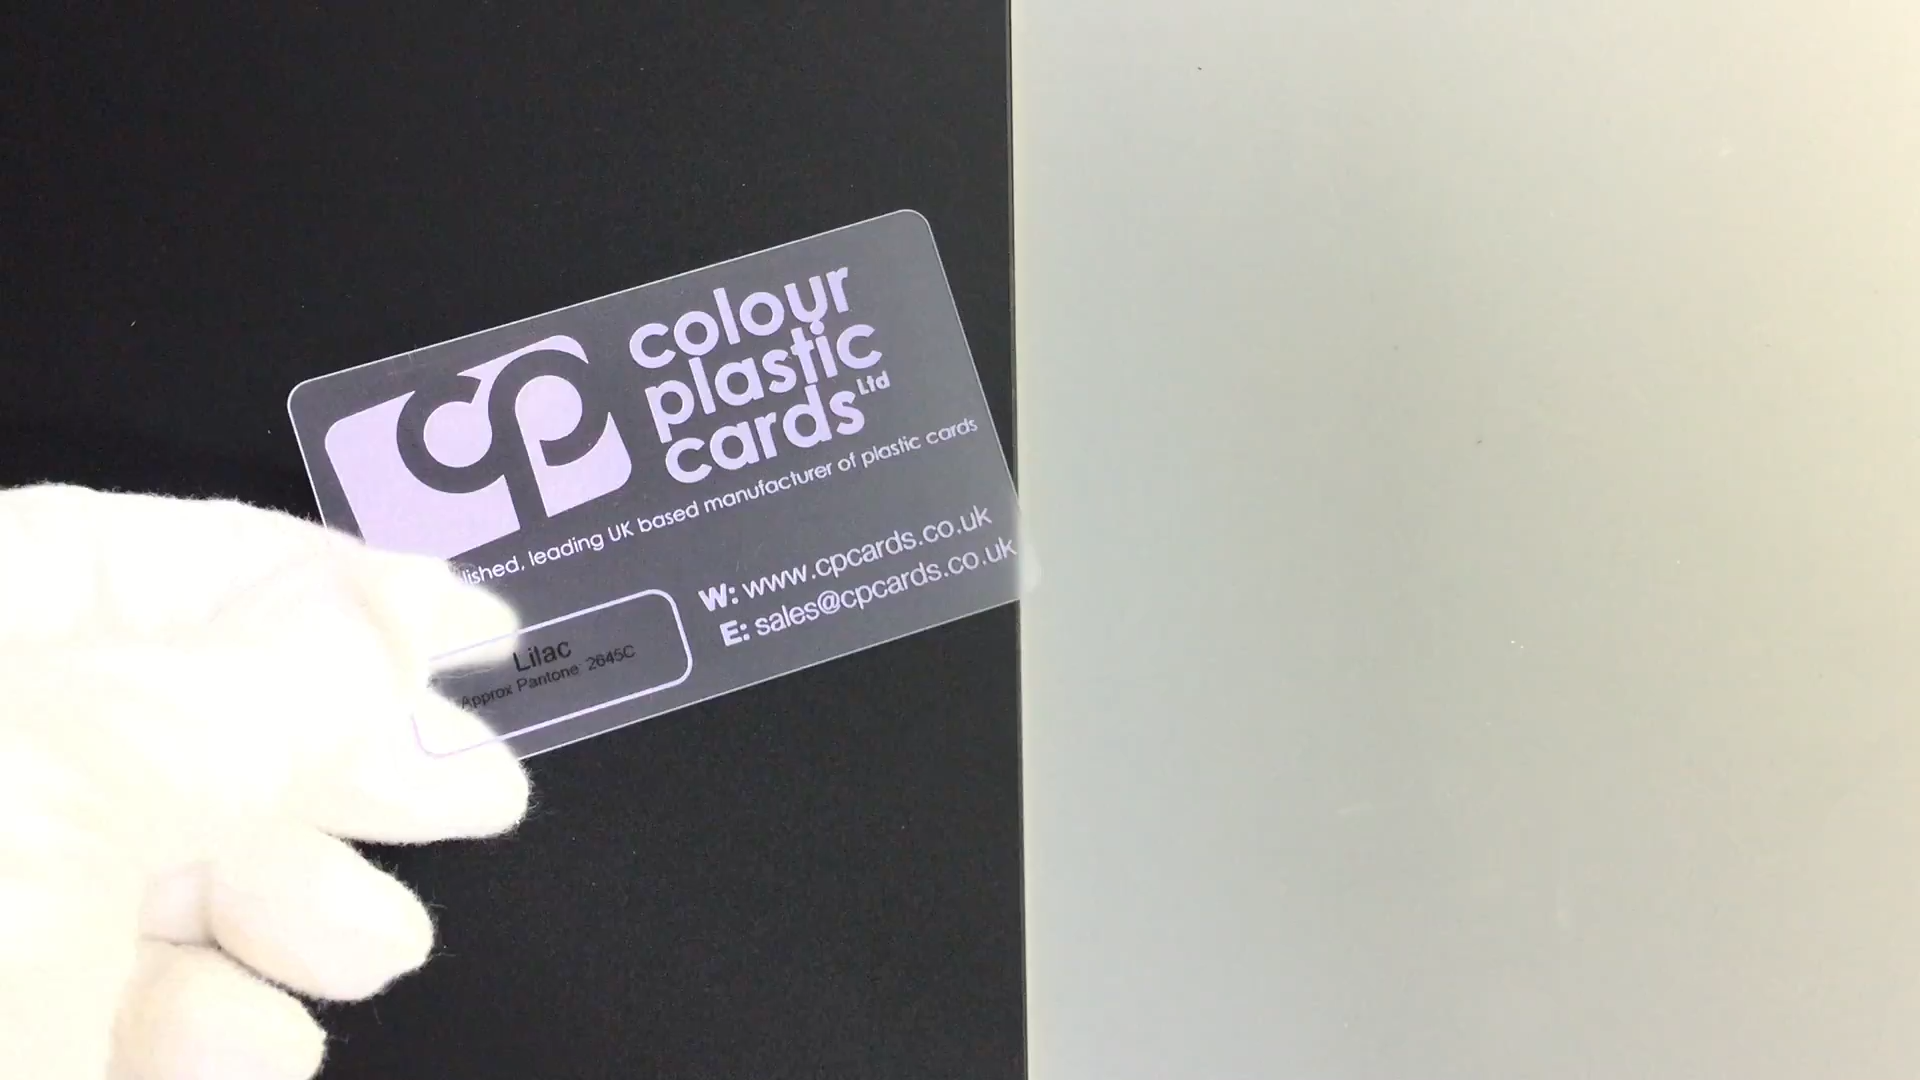 cp
colour
plastic
cards Ltd
leading UK based manufacturer of plastic cards
W: www.cpcards.co.uk
E: sales@cpcards.co.uk
Lilac
Approx Pantone 2645C